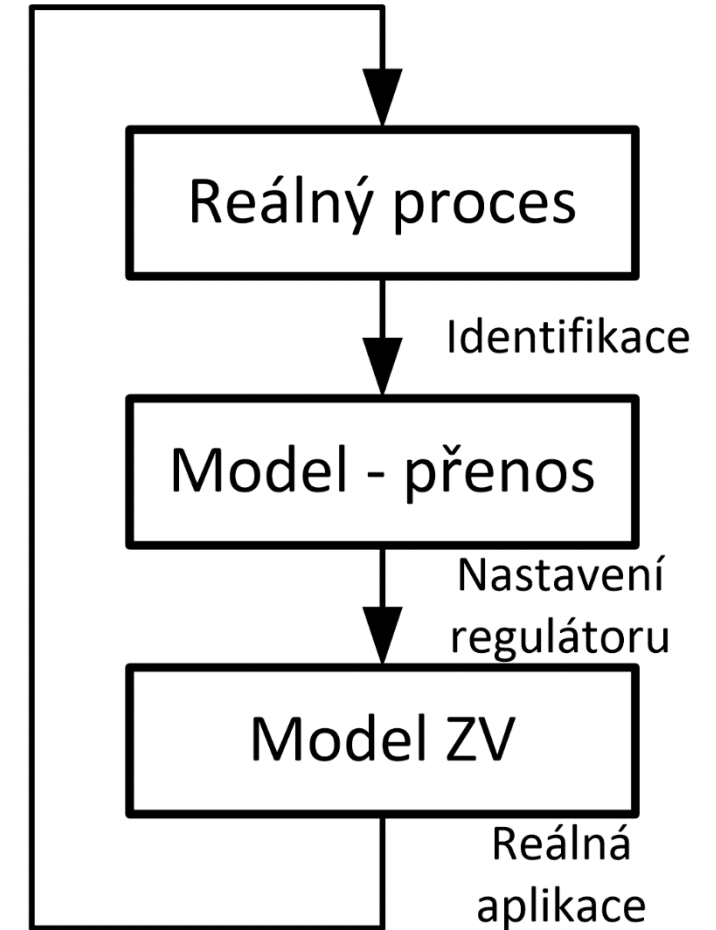 Reálný proces
Identifikace
Model - přenos
Nastavení
regulátoru
Model ZV
Reálná
aplikace